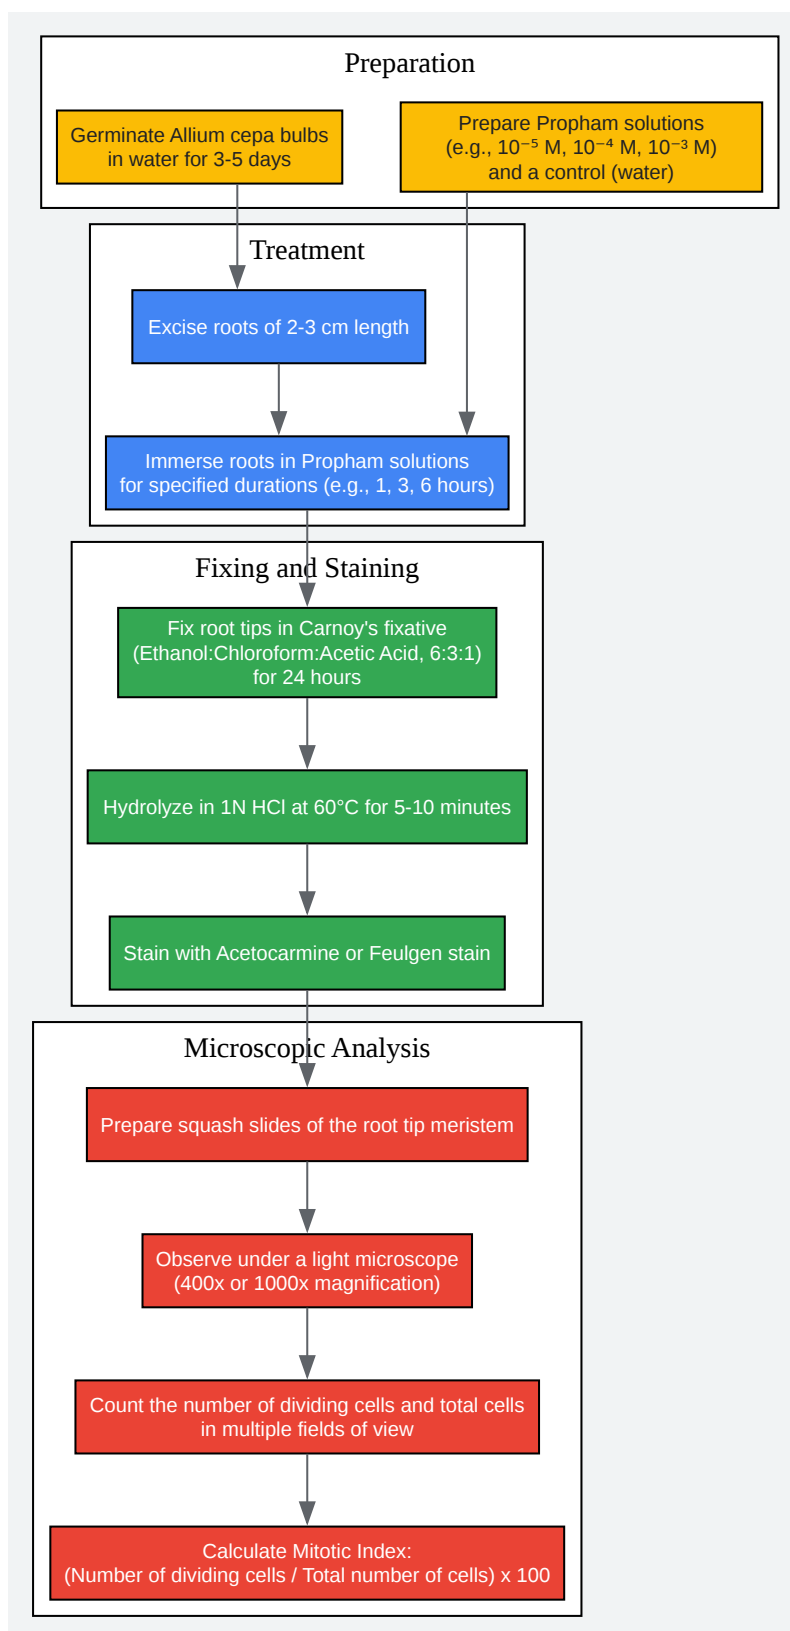 Preparation
Germinate Allium cepa bulbs
in water for 3-5 days
Prepare Propham solutions
(e.g., 10⁻⁵ M, 10⁻⁴ M, 10⁻³ M)
and a control (water)
Treatment
Excise roots of 2-3 cm length
Immerse roots in Propham solutions
for specified durations (e.g., 1, 3, 6 hours)
Fixing and Staining
Fix root tips in Carnoy's fixative
(Ethanol:Chloroform:Acetic Acid, 6:3:1)
for 24 hours
Hydrolyze in 1N HCl at 60°C for 5-10 minutes
Stain with Acetocarmine or Feulgen stain
Microscopic Analysis
Prepare squash slides of the root tip meristem
Observe under a light microscope
(400x or 1000x magnification)
Count the number of dividing cells and total cells
in multiple fields of view
Calculate Mitotic Index:
(Number of dividing cells / Total number of cells) x 100